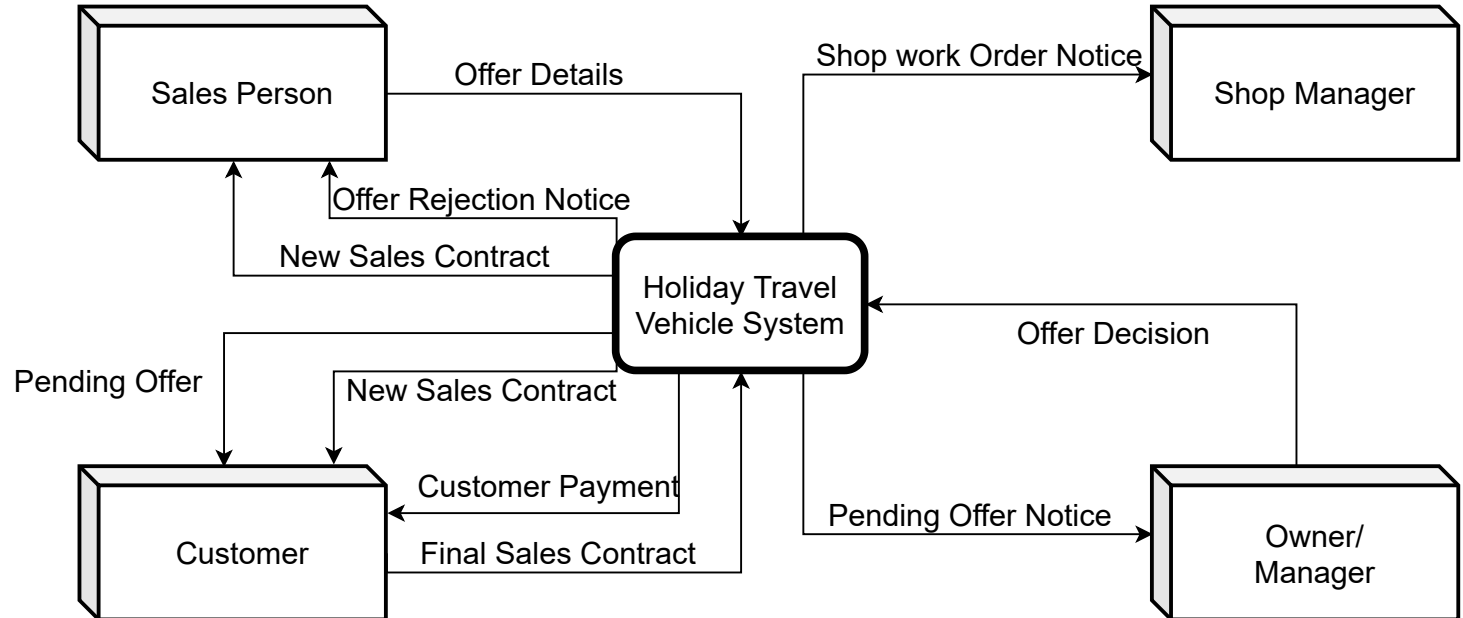 Sales Person
Offer Details
Shop work Order Notice
Shop Manager
Offer Rejection Notice
New Sales Contract
Holiday Travel
Vehicle System
Offer Decision
Pending Offer
New Sales Contract
Customer Payment
Final Sales Contract
Customer
Pending Offer Notice
Owner/
Manager